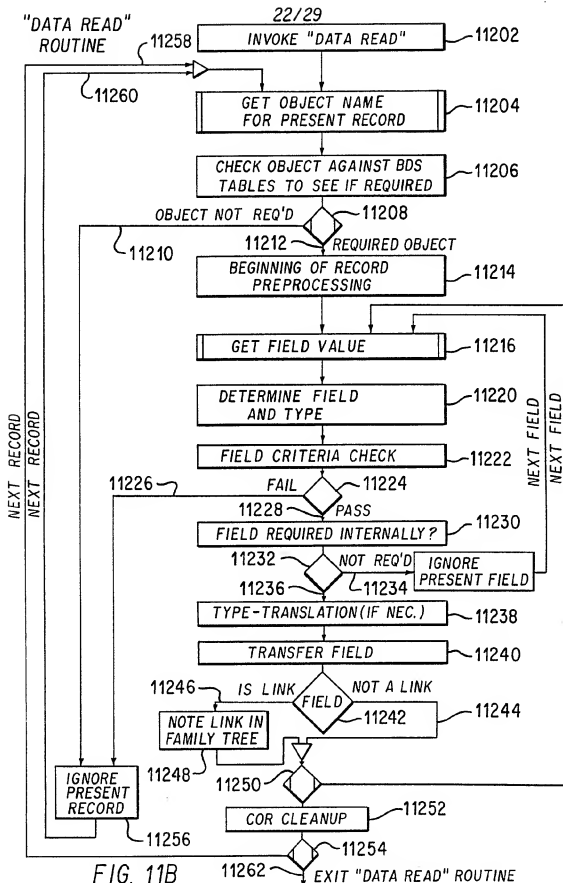 22/29
"DATA READ"
ROUTINE
11258
11260
INVOKE "DATA READ"
11202
GET OBJECT NAME
FOR PRESENT RECORD
11204
CHECK OBJECT AGAINST BDS
TABLES TO SEE IF REQUIRED
11206
OBJECT NOT REQ'D
11208
11210
11212
REQUIRED OBJECT
BEGINNING OF RECORD
PREPROCESSING
11214
GET FIELD VALUE
11216
DETERMINE FIELD
AND TYPE
11220
FIELD CRITERIA CHECK
11222
NEXT RECORD
NEXT RECORD
NEXT FIELD
NEXT FIELD
11226
FAIL
11224
11228
PASS
FIELD REQUIRED INTERNALLY?
11230
11232
NOT REQ'D
11234
IGNORE
PRESENT FIELD
11236
TYPE-TRANSLATION (IF NEC.)
11238
TRANSFER FIELD
11240
11246
IS LINK
FIELD
NOT A LINK
11242
11244
NOTE LINK IN
FAMILY TREE
11248
11250
IGNORE
PRESENT
RECORD
11256
COR CLEANUP
11252
11254
11262
EXIT "DATA READ" ROUTINE
FIG. 11B